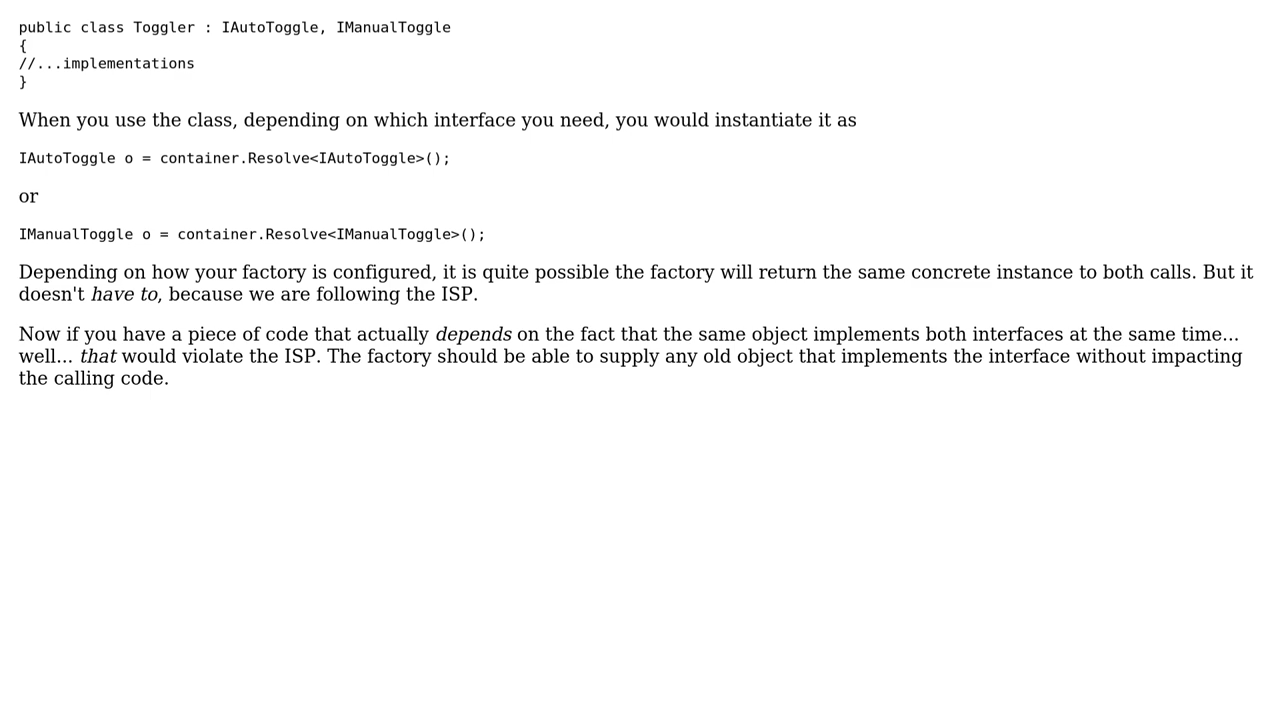 public class Toggler : IAutoToggle, IManualToggle
{
//...implementations
}
When you use the class, depending on which interface you need, you would instantiate it as
IAutoToggle o = container.Resolve<IAutoToggle>();
or
IManualToggle o = container.Resolve<IManualToggle>();
Depending on how your factory is configured, it is quite possible the factory will return the same concrete instance to both calls. But it
doesn't have to, because we are following the ISP.
Now if you have a piece of code that actually depends on the fact that the same object implements both interfaces at the same time...
well... that would violate the ISP. The factory should be able to supply any old object that implements the interface without impacting
the calling code.